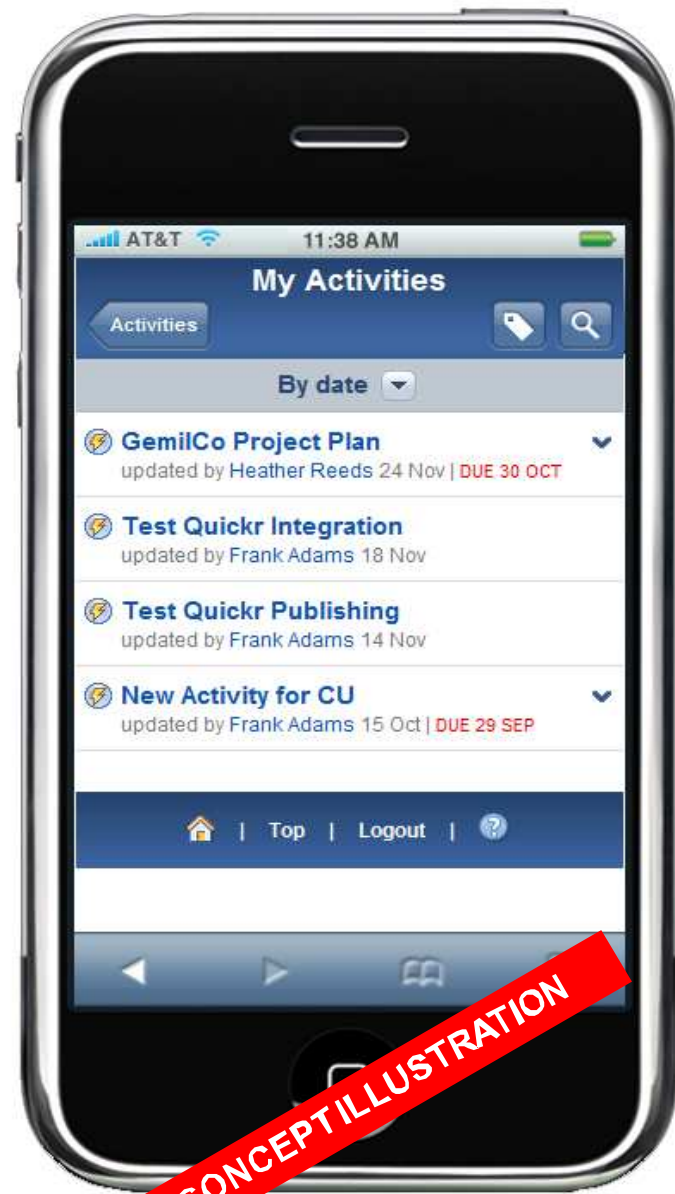 AT&T 11:38 AM
My Activities
Activities
By date
GemilCo Project Plan
updated by Heather Reeds 24 Nov | DUE 30 OCT
Test Quickr Integration
updated by Frank Adams 18 Nov
Test Quickr Publishing
updated by Frank Adams 14 Nov
New Activity for CU
updated by Frank Adams 15 Oct | DUE 29 SEP
| Top | Logout |
CONCEPT ILLUSTRATION